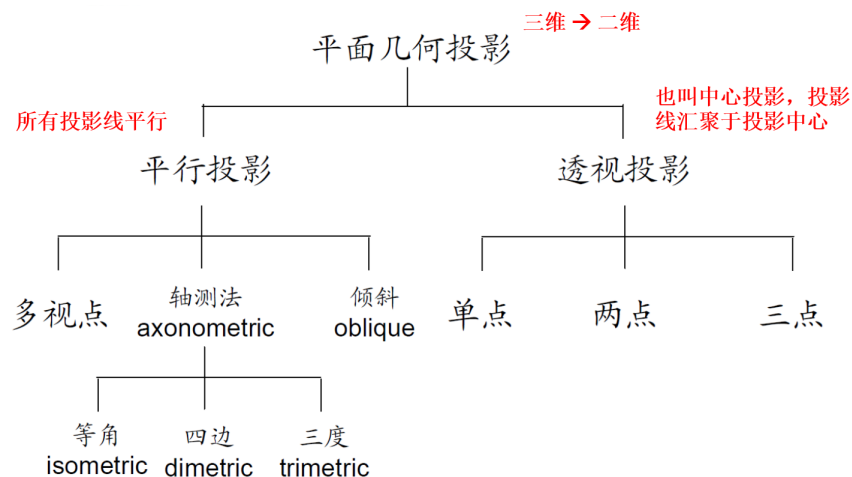 三维 → 二维
平面几何投影
也叫中心投影，投影
线汇聚于投影中心
所有投影线平行
平行投影
透视投影
多视点
轴测法
axonometric
倾斜
oblique
单点
两点
三点
等角
isometric
四边
dimetric
三度
trimetric